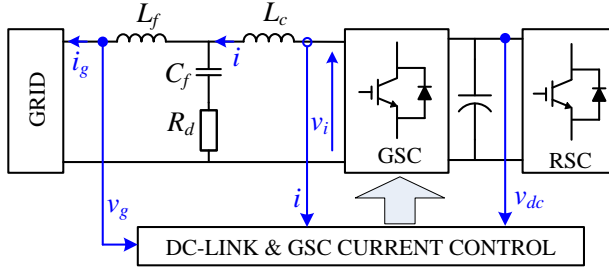 L_f
L_c
i_g
i
C_f
R_d
GRID
v_i
GSC
RSC
v_g
i
v_dc
DC-LINK & GSC CURRENT CONTROL